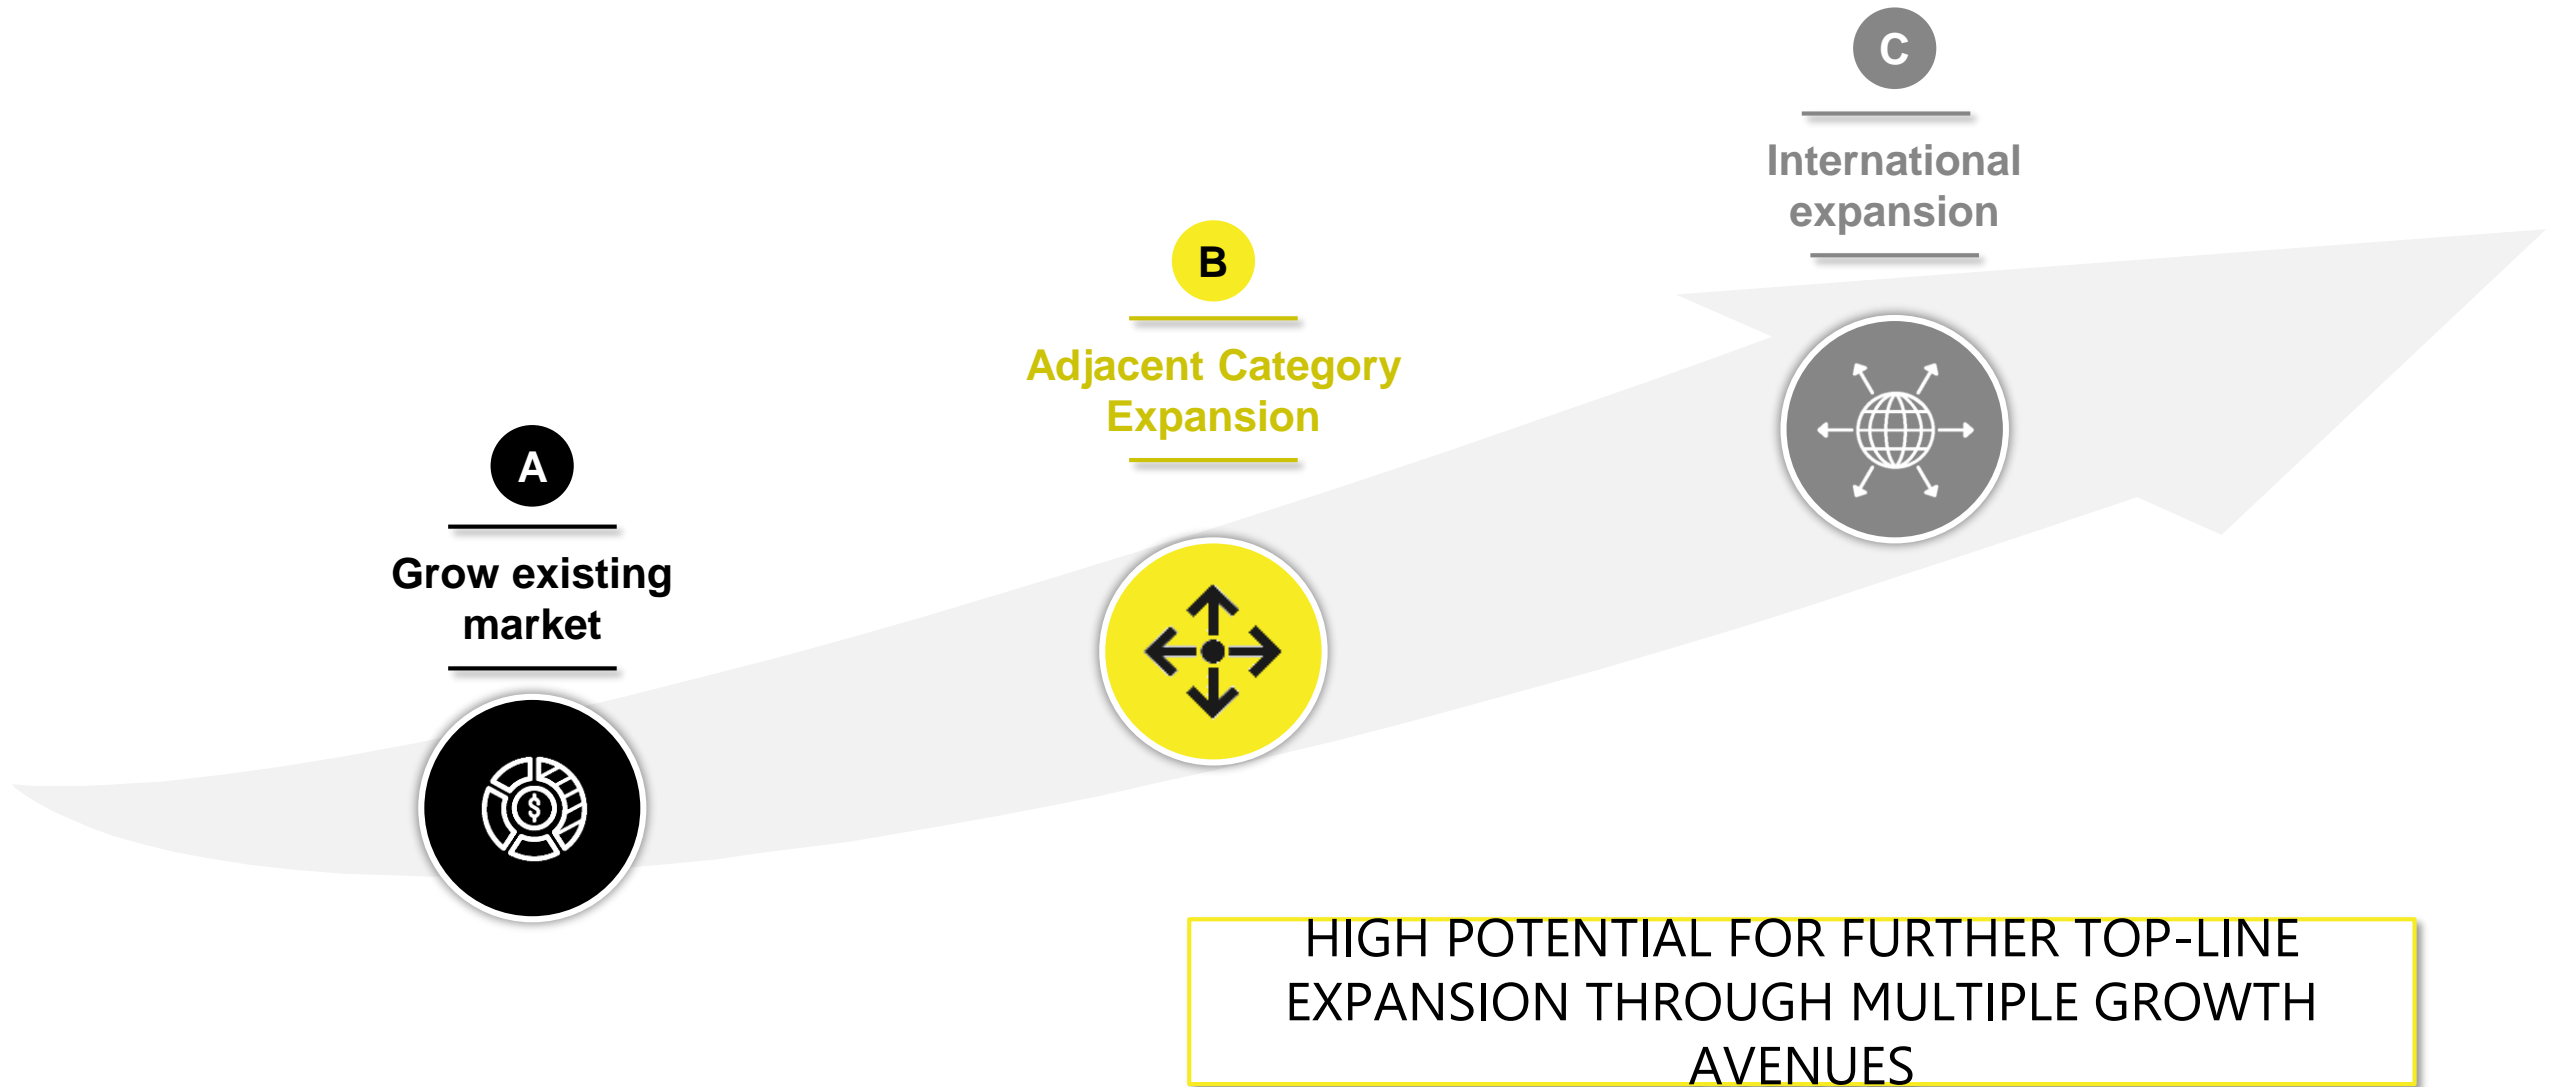 A
Grow existing
market
$
B
Adjacent Category
Expansion
C
International
expansion
HIGH POTENTIAL FOR FURTHER TOP-LINE
EXPANSION THROUGH MULTIPLE GROWTH
AVENUES